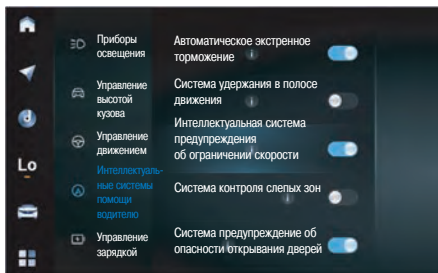 Приборы
освещения
Управление
высотой
кузова
Управление
движением
Интеллектуаль-
ные системы
помощи
водителю
Управление
зарядкой
Lo
Автоматическое экстренное
торможение
Система удержания в полосе
движения
Интеллектуальная система
предупреждения
об ограничении скорости
Система контроля слепых зон
Система предупреждение об
опасности открывания дверей